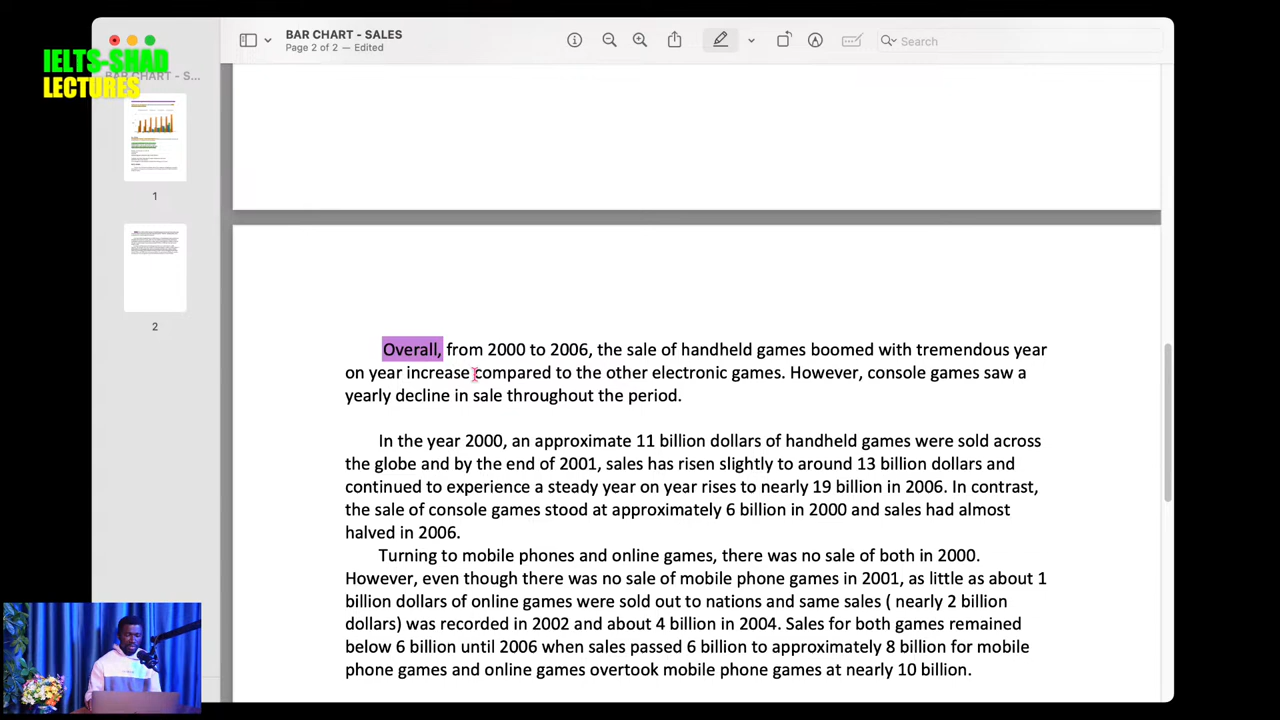 BAR CHART - SALES
Page 2 of 2 — Edited
Search
IELTS-SHAD
LECTURES
BAR CHART - S...
1
2
Overall, from 2000 to 2006, the sale of handheld games boomed with tremendous year
on year increase compared to the other electronic games. However, console games saw a
yearly decline in sale throughout the period.
In the year 2000, an approximate 11 billion dollars of handheld games were sold across
the globe and by the end of 2001, sales has risen slightly to around 13 billion dollars and
continued to experience a steady year on year rises to nearly 19 billion in 2006. In contrast,
the sale of console games stood at approximately 6 billion in 2000 and sales had almost
halved in 2006.
Turning to mobile phones and online games, there was no sale of both in 2000.
However, even though there was no sale of mobile phone games in 2001, as little as about 1
billion dollars of online games were sold out to nations and same sales ( nearly 2 billion
dollars) was recorded in 2002 and about 4 billion in 2004. Sales for both games remained
below 6 billion until 2006 when sales passed 6 billion to approximately 8 billion for mobile
phone games and online games overtook mobile phone games at nearly 10 billion.